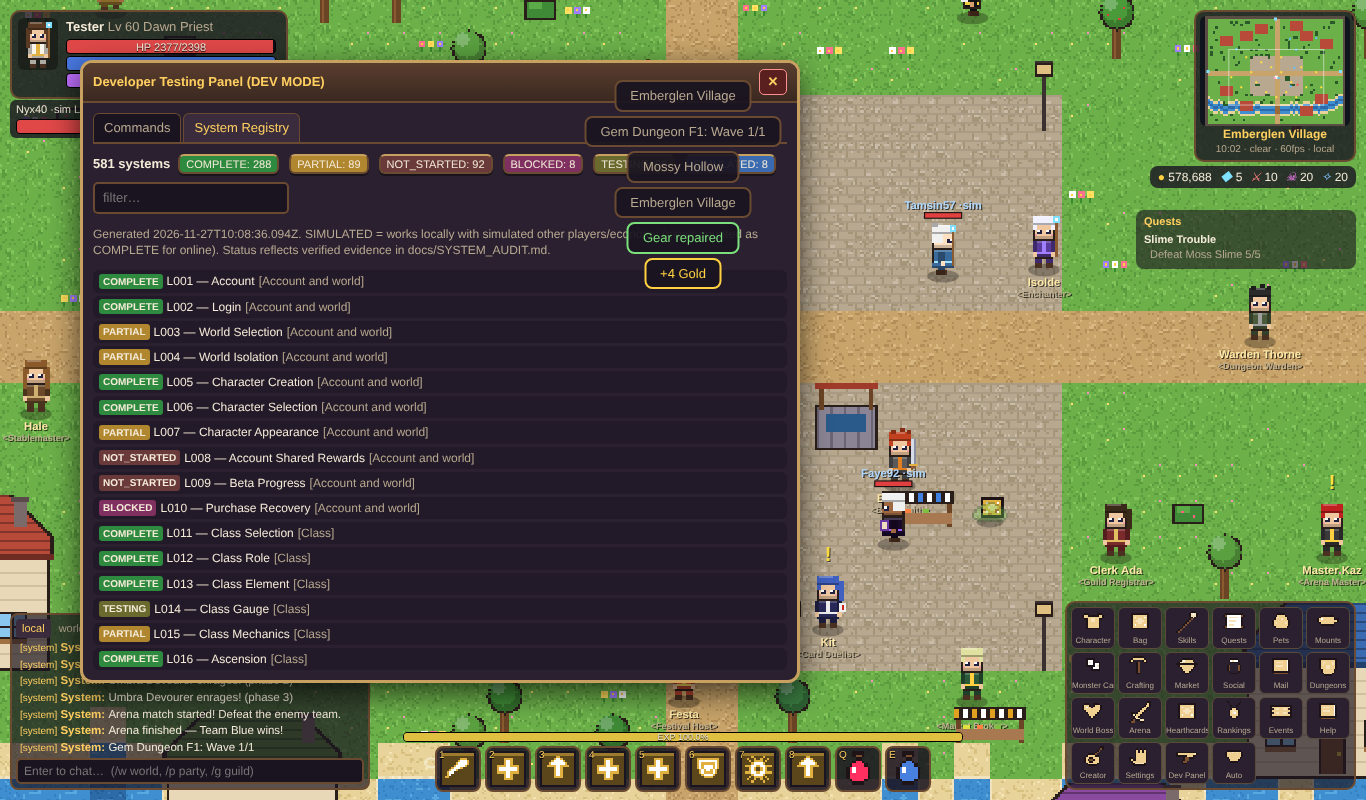 Tester Lv 60 Dawn Priest
HP 2377/2398
Nyx40 ·sim
Developer Testing Panel (DEV MODE)
×
Commands
System Registry
581 systems
COMPLETE: 288
PARTIAL: 89
NOT_STARTED: 92
BLOCKED: 8
filter…
Generated 2026-11-27T10:08:36.094Z. SIMULATED = works locally with simulated other players/
as
COMPLETE for online). Status reflects verified evidence in docs/SYSTEM_AUDIT.md.
COMPLETE L001 — Account [Account and world]
COMPLETE L002 — Login [Account and world]
PARTIAL L003 — World Selection [Account and world]
PARTIAL L004 — World Isolation [Account and world]
COMPLETE L005 — Character Creation [Account and world]
COMPLETE L006 — Character Selection [Account and world]
PARTIAL L007 — Character Appearance [Account and world]
NOT_STARTED L008 — Account Shared Rewards [Account and world]
NOT_STARTED L009 — Beta Progress [Account and world]
BLOCKED L010 — Purchase Recovery [Account and world]
COMPLETE L011 — Class Selection [Class]
COMPLETE L012 — Class Role [Class]
COMPLETE L013 — Class Element [Class]
TESTING L014 — Class Gauge [Class]
PARTIAL L015 — Class Mechanics [Class]
COMPLETE L016 — Ascension [Class]
Emberglen Village
Gem Dungeon F1: Wave 1/1
Mossy Hollow
Emberglen Village
Gear repaired
+4 Gold
Emberglen Village
10:02 · clear · 60fps · local
578,688 5 10 20 20
Quests
Slime Trouble
Defeat Moss Slime 5/5
Tamsin57 ·sim
Isolde
<Enchanter>
Warden Thorne
<Dungeon Warden>
Hale
<Stablemaster>
Faye92 ·sim
!
Clerk Ada
<Guild Registrar>
!
Master Kaz
<Arena Master>
!
Kit
<Card Duelist>
Festa
<Festival Host>
local
[system]
[system]
[system]
[system] System: Umbra Devourer enrages! (phase 3)
[system] System: Arena match started! Defeat the enemy team.
[system] System: Arena finished — Team Blue wins!
[system] System: Gem Dungeon F1: Wave 1/1
Enter to chat… (/w world, /p party, /g guild)
EXP 100.0%
1
2
3
4
5
6
7
8
Q
E
Character
Bag
Skills
Quests
Pets
Mounts
Monster Ca
Crafting
Market
Social
Mail
Dungeons
World Boss
Arena
Hearthcards
Rankings
Events
Help
Creator
Settings
Dev Panel
Auto